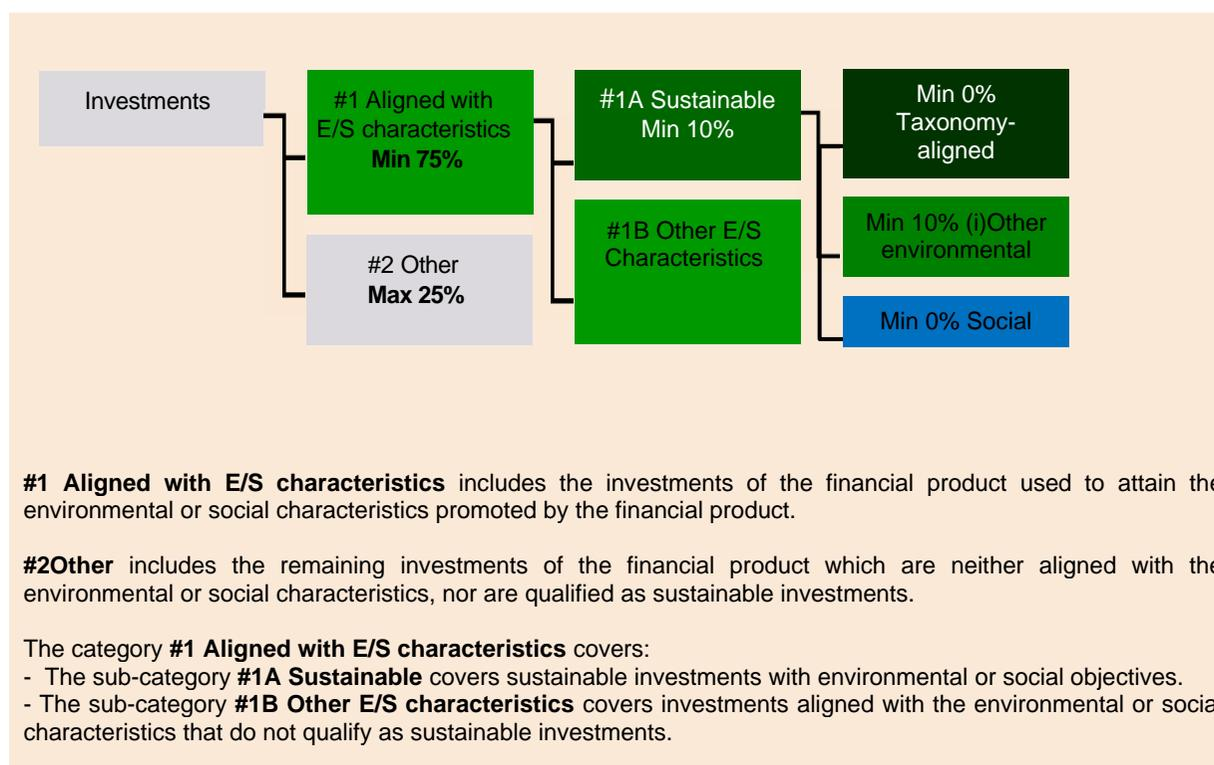 Investments
#1 Aligned with
E/S characteristics
Min 75%
#2 Other
Max 25%
#1A Sustainable
Min 10%
#1B Other E/S
Characteristics
Min 0%
Taxonomy-
aligned
Min 10% (i)Other
environmental
Min 0% Social
#1 Aligned with E/S characteristics includes the investments of the financial product used to attain the
environmental or social characteristics promoted by the financial product.
#2Other includes the remaining investments of the financial product which are neither aligned with the
environmental or social characteristics, nor are qualified as sustainable investments.
The category #1 Aligned with E/S characteristics covers:
- The sub-category #1A Sustainable covers sustainable investments with environmental or social objectives.
- The sub-category #1B Other E/S characteristics covers investments aligned with the environmental or social
characteristics that do not qualify as sustainable investments.